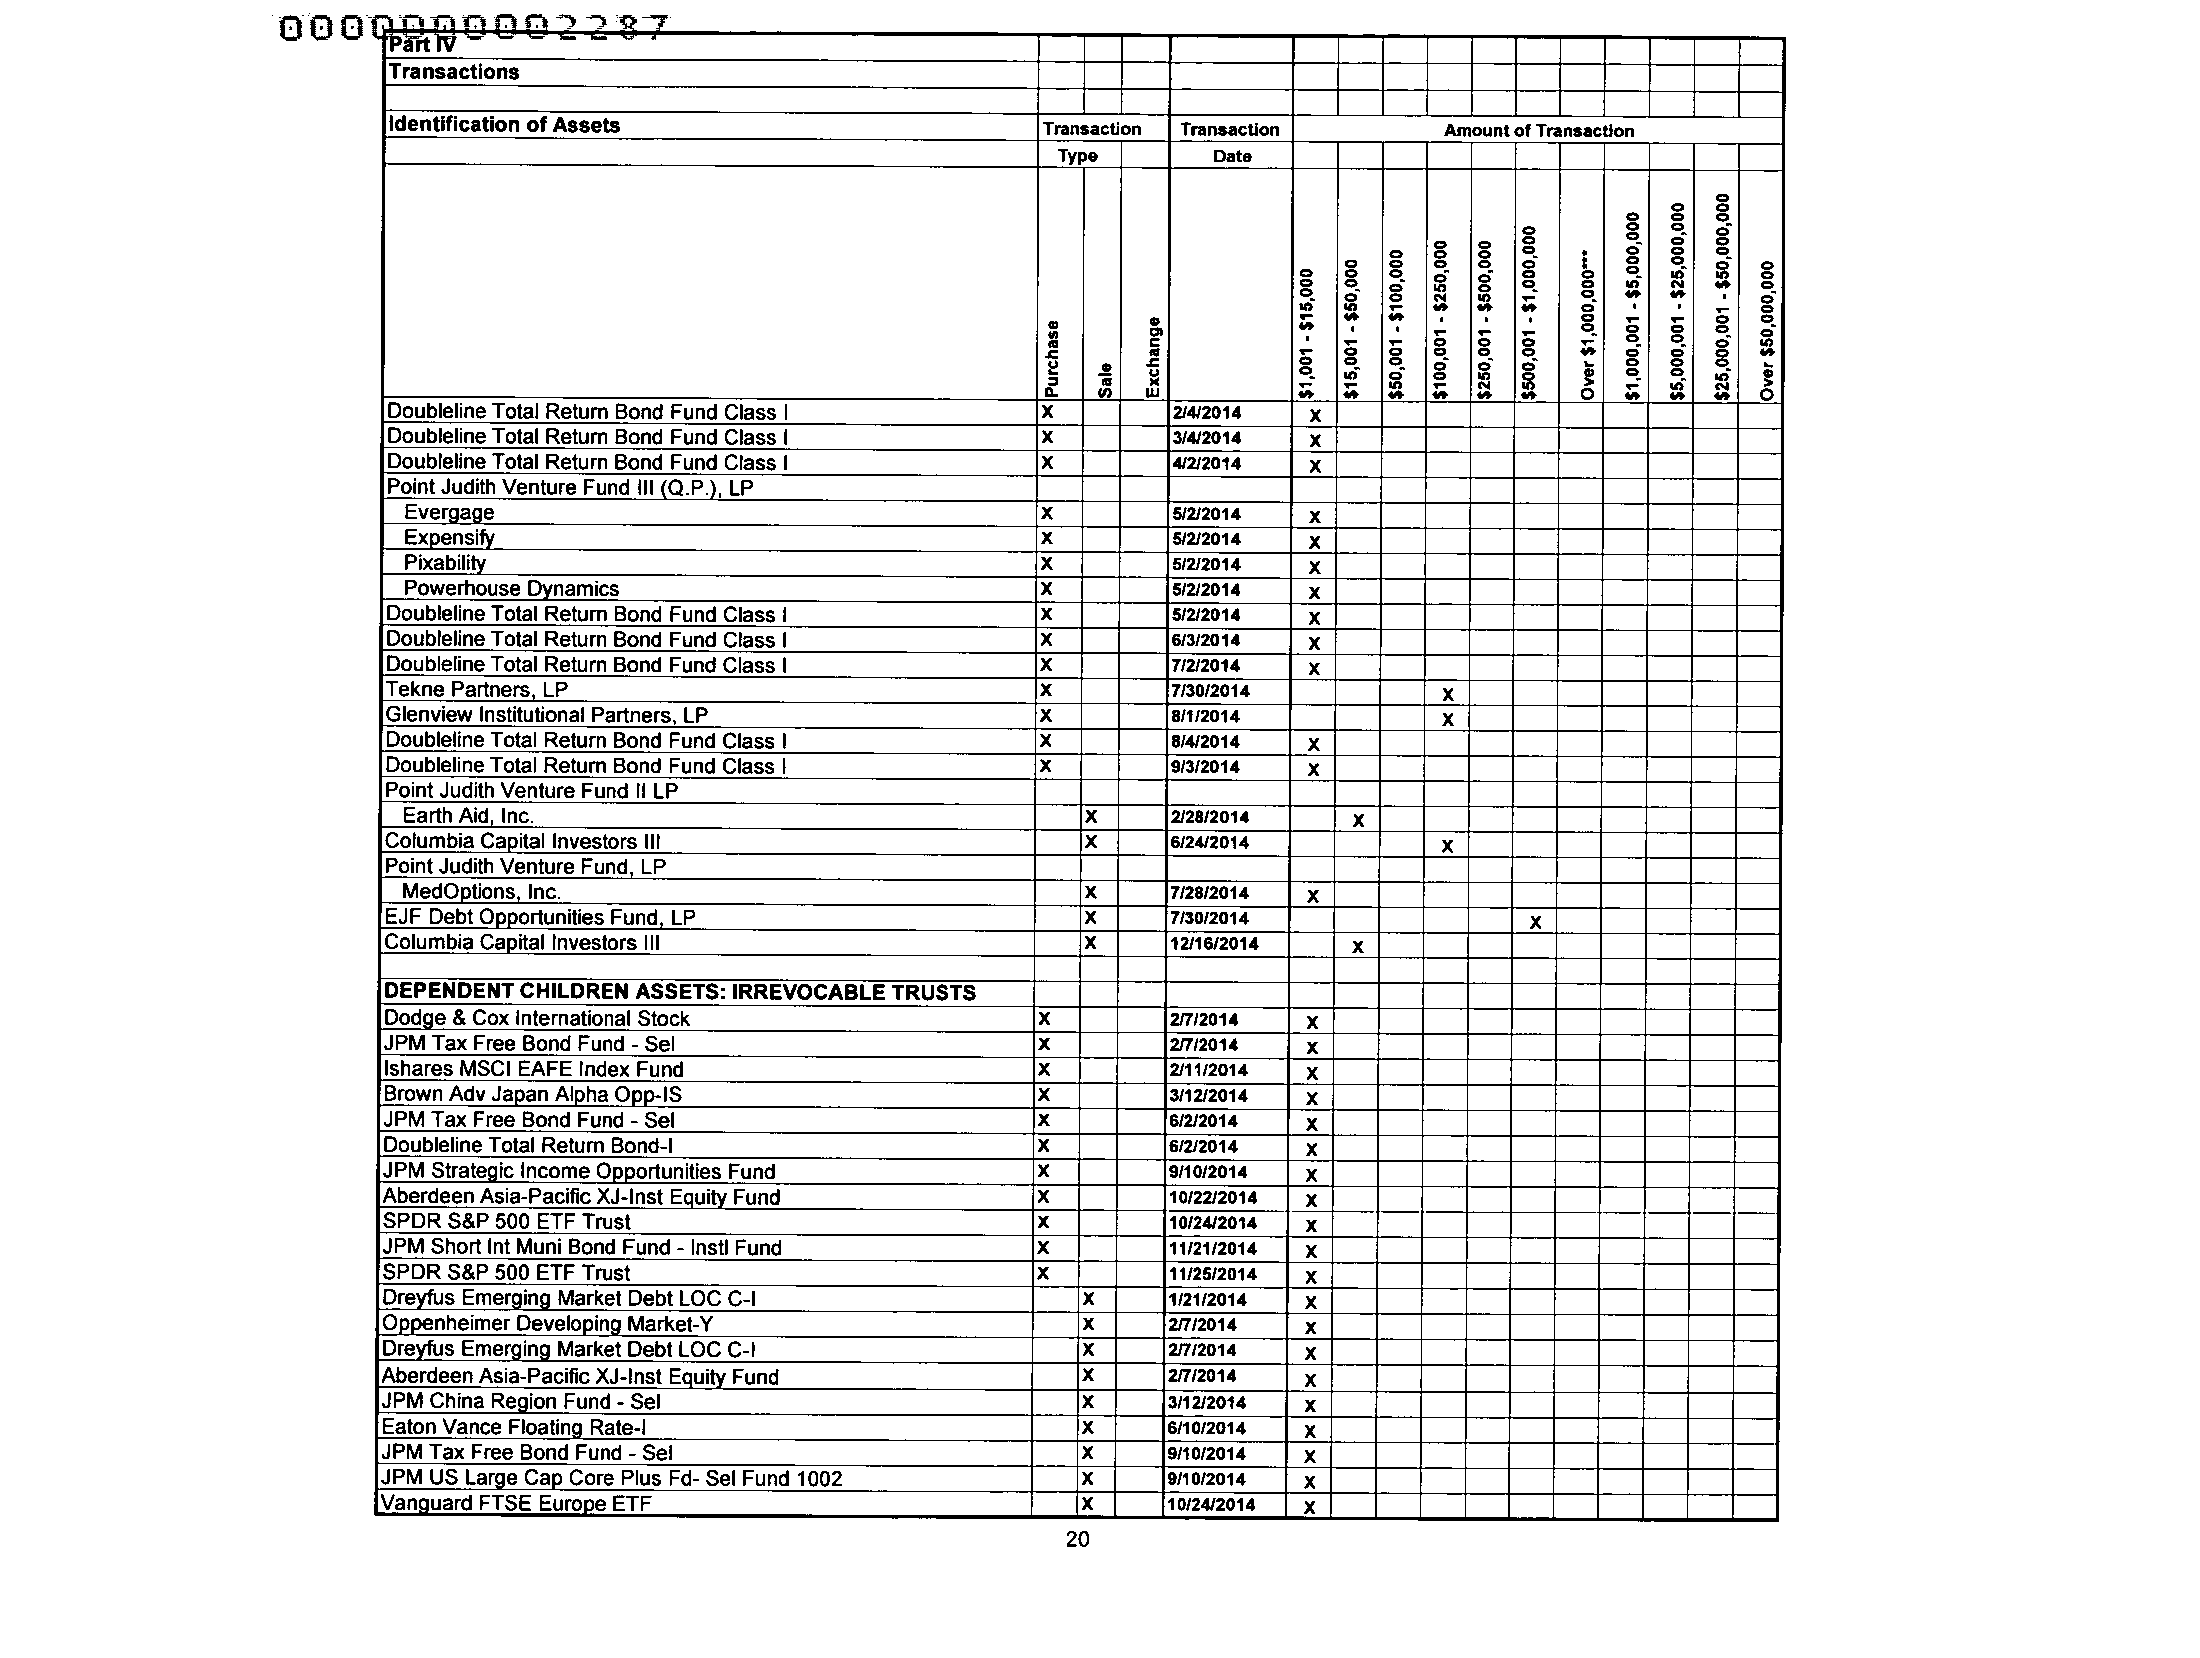 000000002287
Part IV
Transactions
Identification of Assets Transaction Transaction Amount of Transaction
Type Date
Purchase Sale Exchange $1,001 - $15,000 $15,001 - $50,000 $50,001 - $100,000 $100,001 - $250,000 $250,001 - $500,000 $500,001 - $1,000,000 Over $1,000,000*** $1,000,001 - $5,000,000 $5,000,001 - $25,000,000 $25,000,001 - $50,000,000 Over $50,000,000
Doubleline Total Return Bond Fund Class I X 2/4/2014 X
Doubleline Total Return Bond Fund Class I X 3/4/2014 X
Doubleline Total Return Bond Fund Class I X 4/2/2014 X
Point Judith Venture Fund III (Q.P.), LP
Evergage X 5/2/2014 X
Expensify X 5/2/2014 X
Pixability X 5/2/2014 X
Powerhouse Dynamics X 5/2/2014 X
Doubleline Total Return Bond Fund Class I X 5/2/2014 X
Doubleline Total Return Bond Fund Class I X 6/3/2014 X
Doubleline Total Return Bond Fund Class I X 7/2/2014 X
Tekne Partners, LP X 7/30/2014 X
Glenview Institutional Partners, LP X 8/1/2014 X
Doubleline Total Return Bond Fund Class I X 8/4/2014 X
Doubleline Total Return Bond Fund Class I X 9/3/2014 X
Point Judith Venture Fund II LP
Earth Aid, Inc. X 2/28/2014 X
Columbia Capital Investors III X 6/24/2014 X
Point Judith Venture Fund, LP
MedOptions, Inc. X 7/28/2014 X
EJF Debt Opportunities Fund, LP X 7/30/2014 X
Columbia Capital Investors III X 12/16/2014 X
DEPENDENT CHILDREN ASSETS: IRREVOCABLE TRUSTS
Dodge & Cox International Stock X 2/7/2014 X
JPM Tax Free Bond Fund - Sel X 2/7/2014 X
Ishares MSCI EAFE Index Fund X 2/11/2014 X
Brown Adv Japan Alpha Opp-IS X 3/12/2014 X
JPM Tax Free Bond Fund - Sel X 6/2/2014 X
Doubleline Total Return Bond-I X 6/2/2014 X
JPM Strategic Income Opportunities Fund X 9/10/2014 X
Aberdeen Asia-Pacific XJ-Inst Equity Fund X 10/22/2014 X
SPDR S&P 500 ETF Trust X 10/24/2014 X
JPM Short Int Muni Bond Fund - Instl Fund X 11/21/2014 X
SPDR S&P 500 ETF Trust X 11/25/2014 X
Dreyfus Emerging Market Debt LOC C-I X 1/21/2014 X
Oppenheimer Developing Market-Y X 2/7/2014 X
Dreyfus Emerging Market Debt LOC C-I X 2/7/2014 X
Aberdeen Asia-Pacific XJ-Inst Equity Fund X 2/7/2014 X
JPM China Region Fund - Sel X 3/12/2014 X
Eaton Vance Floating Rate-I X 6/10/2014 X
JPM Tax Free Bond Fund - Sel X 9/10/2014 X
JPM US Large Cap Core Plus Fd- Sel Fund 1002 X 9/10/2014 X
Vanguard FTSE Europe ETF X 10/24/2014 X
20